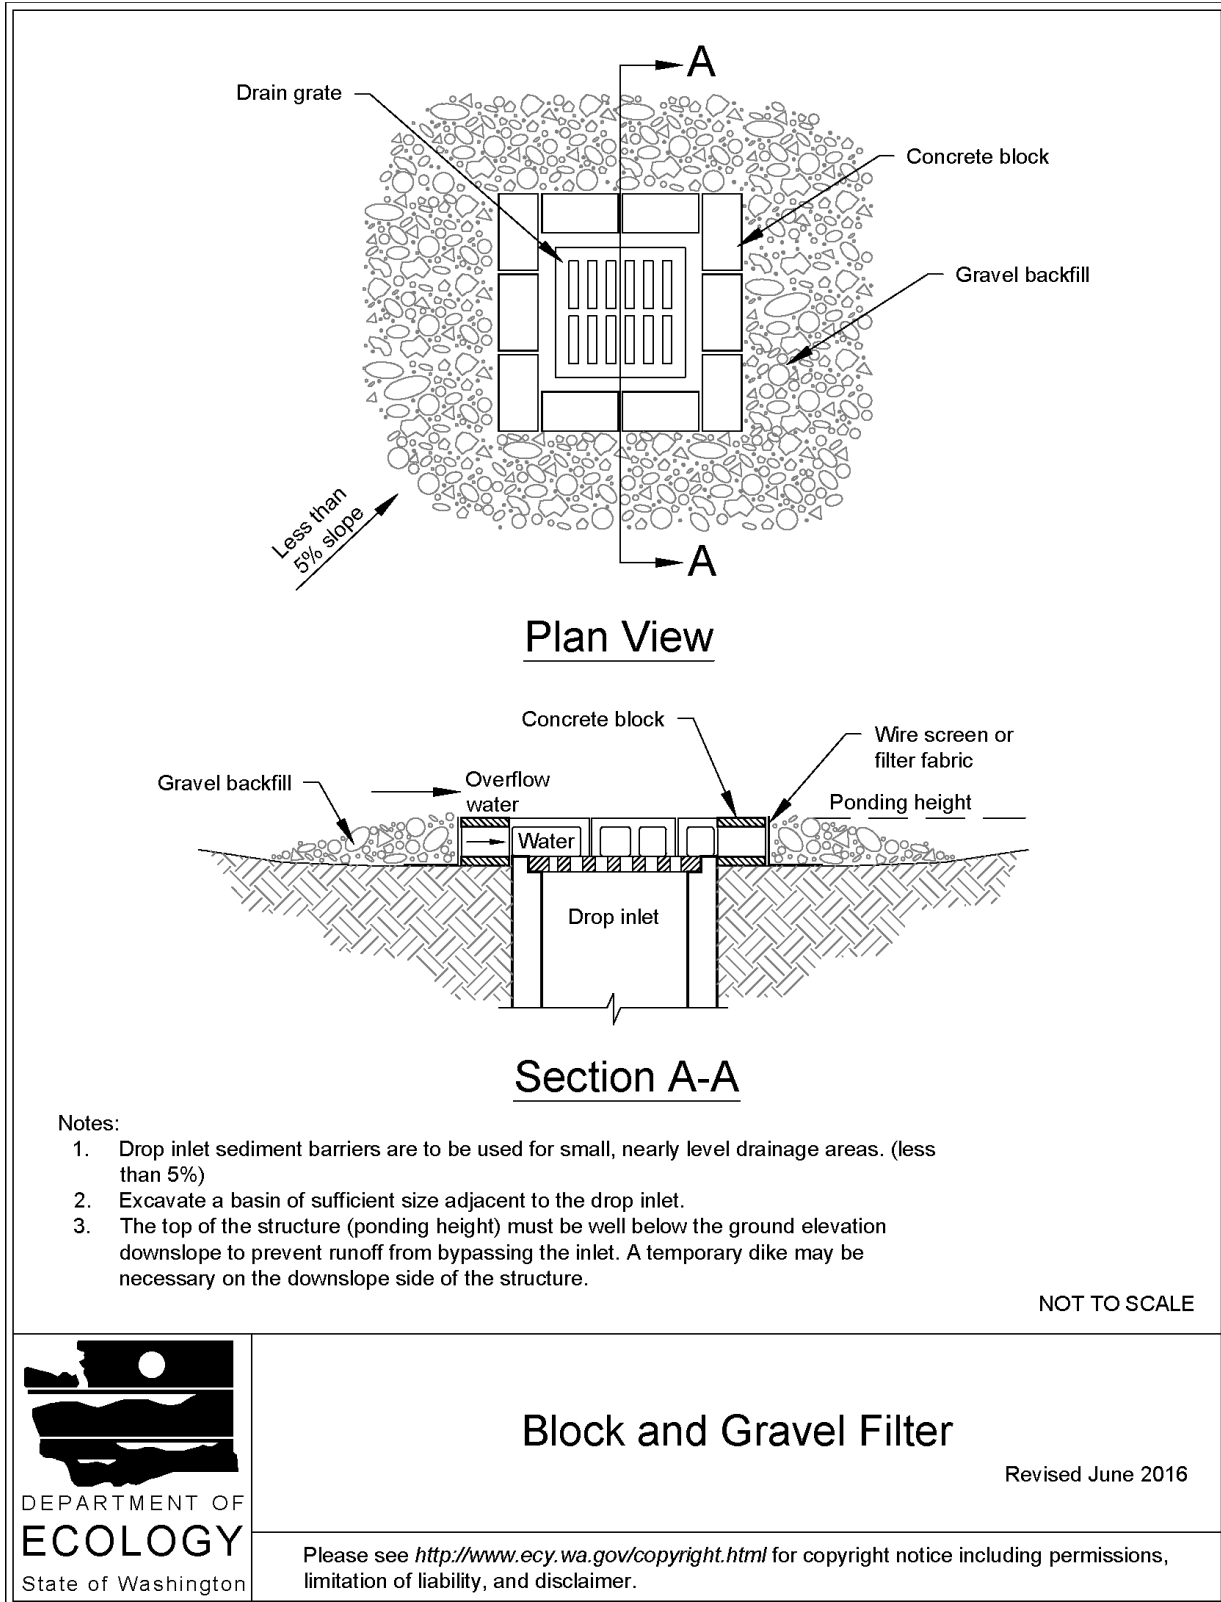 A
Drain grate
Concrete block
Gravel backfill
Less than
5% slope
A
Plan View
Concrete block
Wire screen or
filter fabric
Gravel backfill
Overflow
water
Ponding height
Water
Drop inlet
Section A-A
Notes:
1. Drop inlet sediment barriers are to be used for small, nearly level drainage areas. (less
than 5%)
2. Excavate a basin of sufficient size adjacent to the drop inlet.
3. The top of the structure (ponding height) must be well below the ground elevation
downslope to prevent runoff from bypassing the inlet. A temporary dike may be
necessary on the downslope side of the structure.
NOT TO SCALE
Block and Gravel Filter
Revised June 2016
DEPARTMENT OF
ECOLOGY
State of Washington
Please see http://www.ecy.wa.gov/copyright.html for copyright notice including permissions,
limitation of liability, and disclaimer.